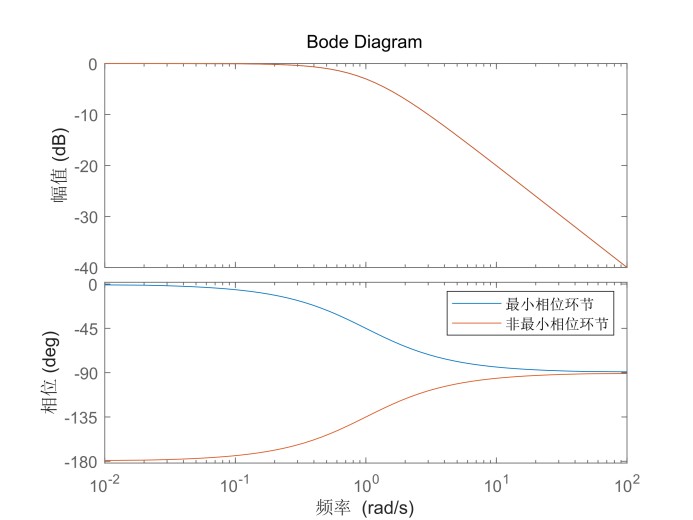 Bode Diagram
0
-10
-20
-30
-40
幅值 (dB)
0
-45
-90
-135
-180
相位 (deg)
最小相位环节
非最小相位环节
10^-2
10^-1
10^0
10^1
10^2
频率 (rad/s)